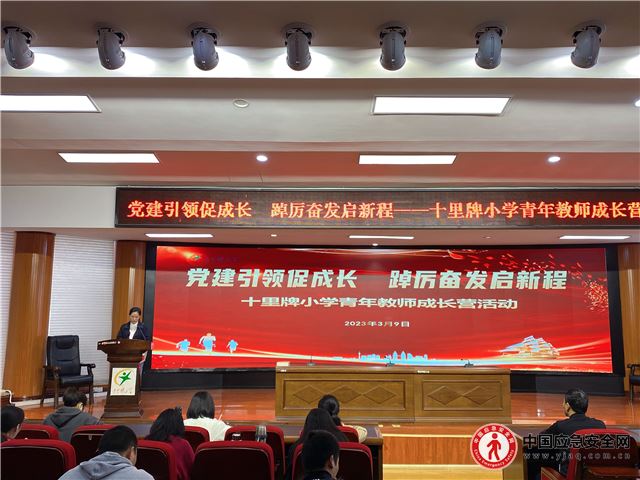 党建引领促成长 踔厉奋发启新程——十里牌小学青年教师成长营
党建引领促成长 踔厉奋发启新程
十里牌小学青年教师成长营活动
2023年3月9日
中国应急安全网
www.yjaq.com.cn